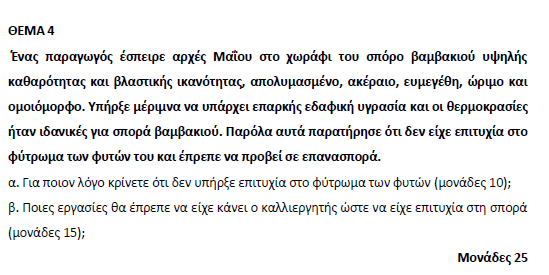 ΘΕΜΑ 4
Ένας παραγωγός έσπειρε αρχές Μαΐου στο χωράφι του σπόρο βαμβακιού υψηλής
καθαρότητας και βλαστικής ικανότητας, απολυμασμένο, ακέραιο, ευμεγέθη, ώριμο και
ομοιόμορφο. Υπήρξε μέριμνα να υπάρχει επαρκής εδαφική υγρασία και οι θερμοκρασίες
ήταν ιδανικές για σπορά βαμβακιού. Παρόλα αυτά παρατήρησε ότι δεν είχε επιτυχία στο
φύτρωμα των φυτών του και έπρεπε να προβεί σε επανασπορά.
α. Για ποιον λόγο κρίνετε ότι δεν υπήρξε επιτυχία στο φύτρωμα των φυτών (μονάδες 10);
β. Ποιες εργασίες θα έπρεπε να είχε κάνει ο καλλιεργητής ώστε να είχε επιτυχία στη σπορά
(μονάδες 15);
Μονάδες 25